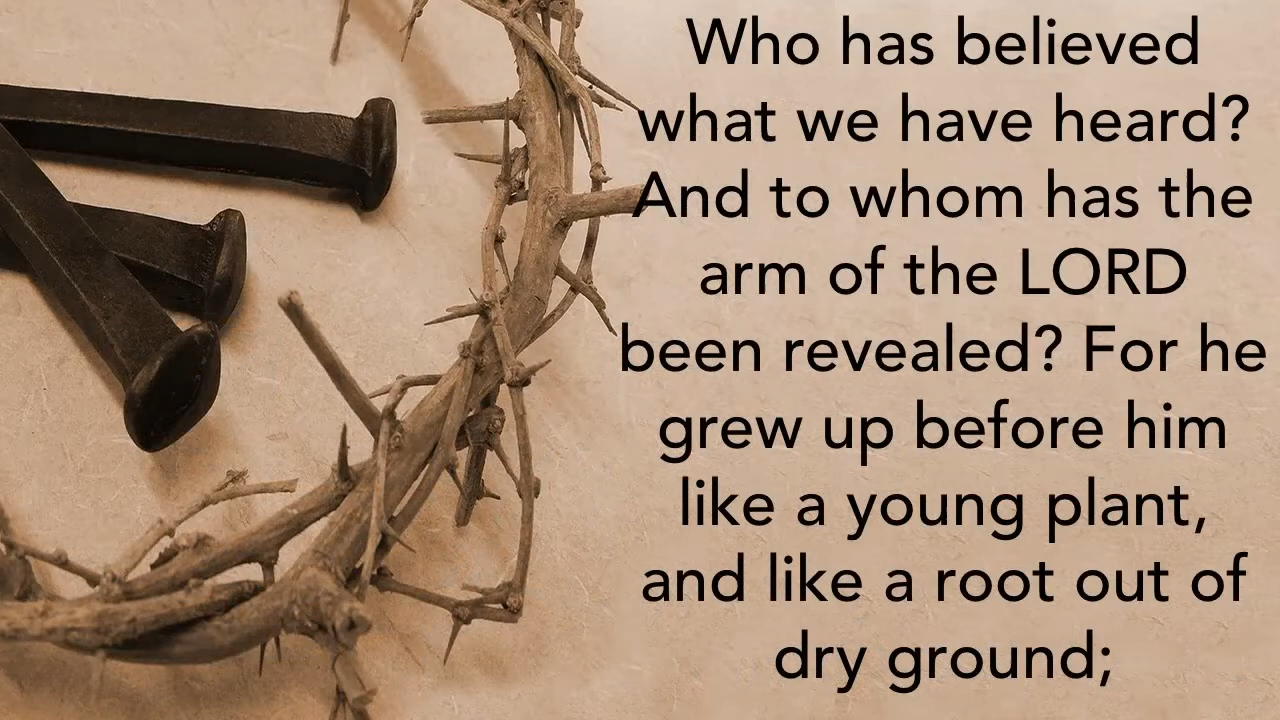 Who has believed
what we have heard?
And to whom has the
arm of the LORD
been revealed? For he
grew up before him
like a young plant,
and like a root out of
dry ground;